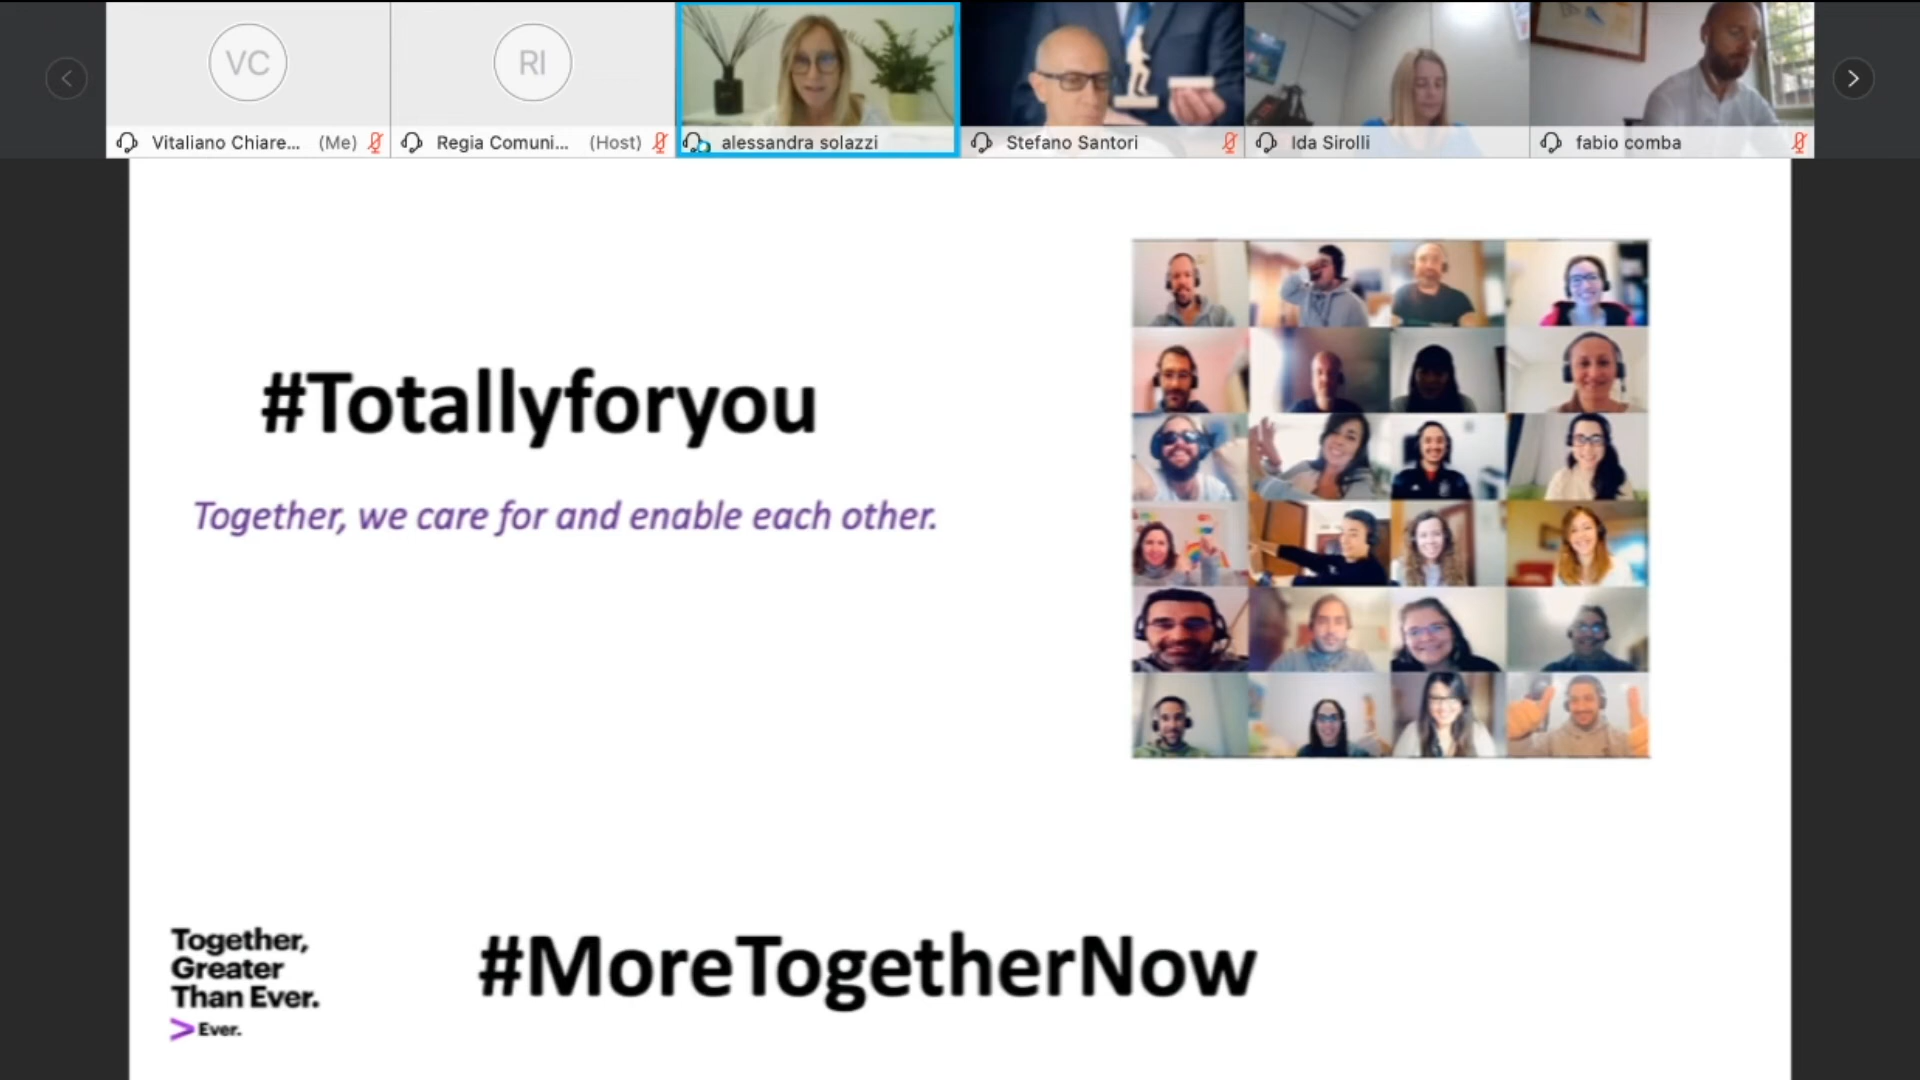 VC
RI
Vitaliano Chiare... (Me)
Regia Comuni... (Host)
alessandra solazzi
Stefano Santori
Ida Sirolli
fabio comba
#Totallyforyou
Together, we care for and enable each other.
Together,
Greater
Than Ever.
> Ever.
#MoreTogetherNow